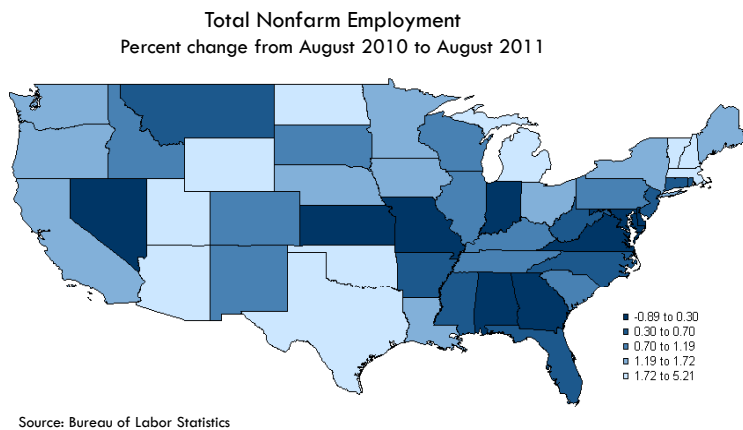 Total Nonfarm Employment
Percent change from August 2010 to August 2011
-0.89 to 0.30
0.30 to 0.70
0.70 to 1.19
1.19 to 1.72
1.72 to 5.21
Source: Bureau of Labor Statistics